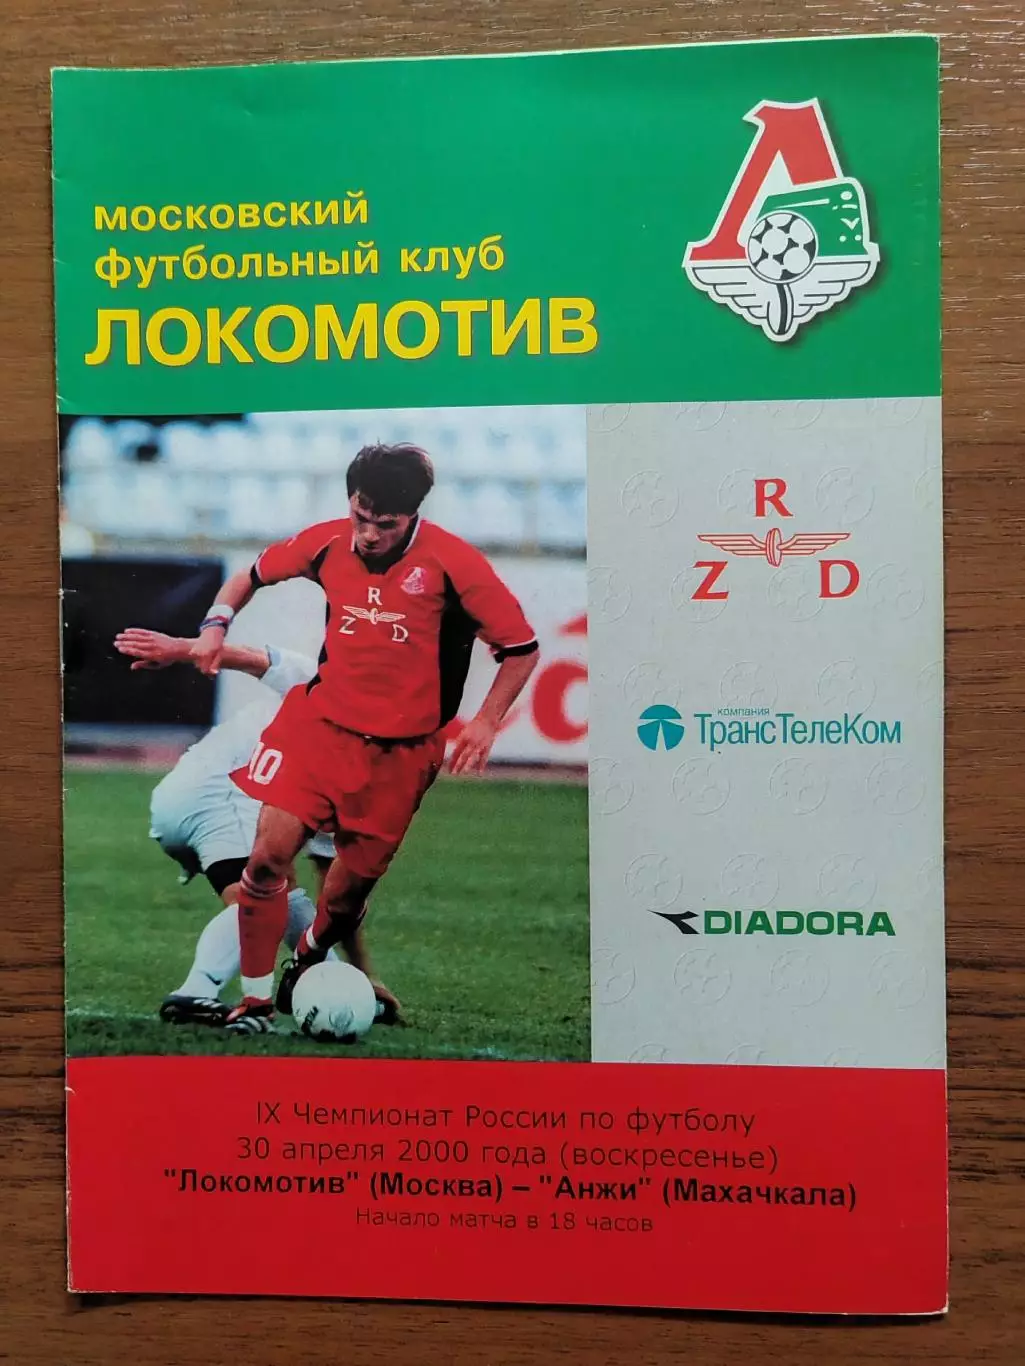 московский
футбольный клуб
ЛОКОМОТИВ
R
Z D
R
Z D
10
компания
ТрансТелеКом
DIADORA
IX Чемпионат России по футболу
30 апреля 2000 года (воскресенье)
"Локомотив" (Москва) – "Анжи" (Махачкала)
Начало матча в 18 часов